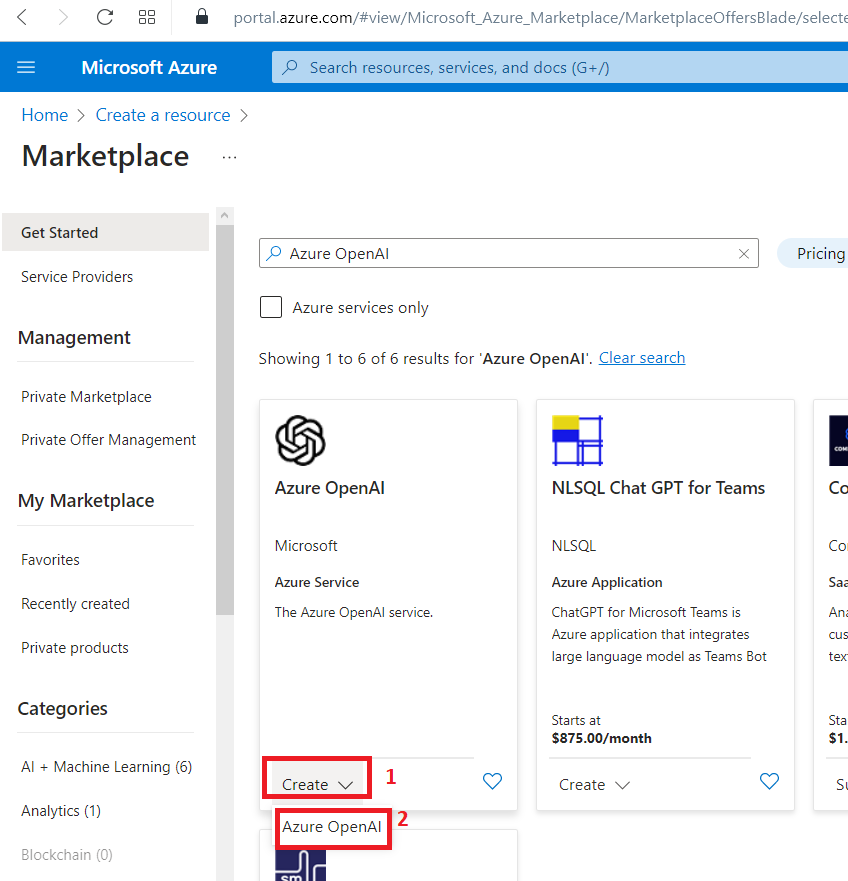 portal.azure.com/#view/Microsoft_Azure_Marketplace/MarketplaceOffersBlade/selecte
Microsoft Azure
Search resources, services, and docs (G+/)
Home > Create a resource >
Marketplace ...
Get Started
Service Providers
Management
Private Marketplace
Private Offer Management
My Marketplace
Favorites
Recently created
Private products
Categories
AI + Machine Learning (6)
Analytics (1)
Blockchain (0)
Azure OpenAI
Pricing
Azure services only
Showing 1 to 6 of 6 results for 'Azure OpenAI'. Clear search
Azure OpenAI
Microsoft
Azure Service
The Azure OpenAI service.
Create
1
Azure OpenAI
2
NLSQL Chat GPT for Teams
NLSQL
Azure Application
ChatGPT for Microsoft Teams is
Azure application that integrates
large language model as Teams Bot
Starts at
$875.00/month
Create
Co
Saa
Ana
cus
tex
Sta
$1.
sm